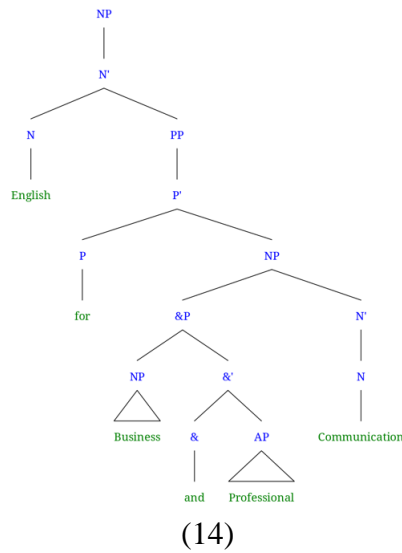 NP
N'
N PP
English P'
P NP
for &P N'
NP &' N
Business & AP Communication
and Professional
(14)